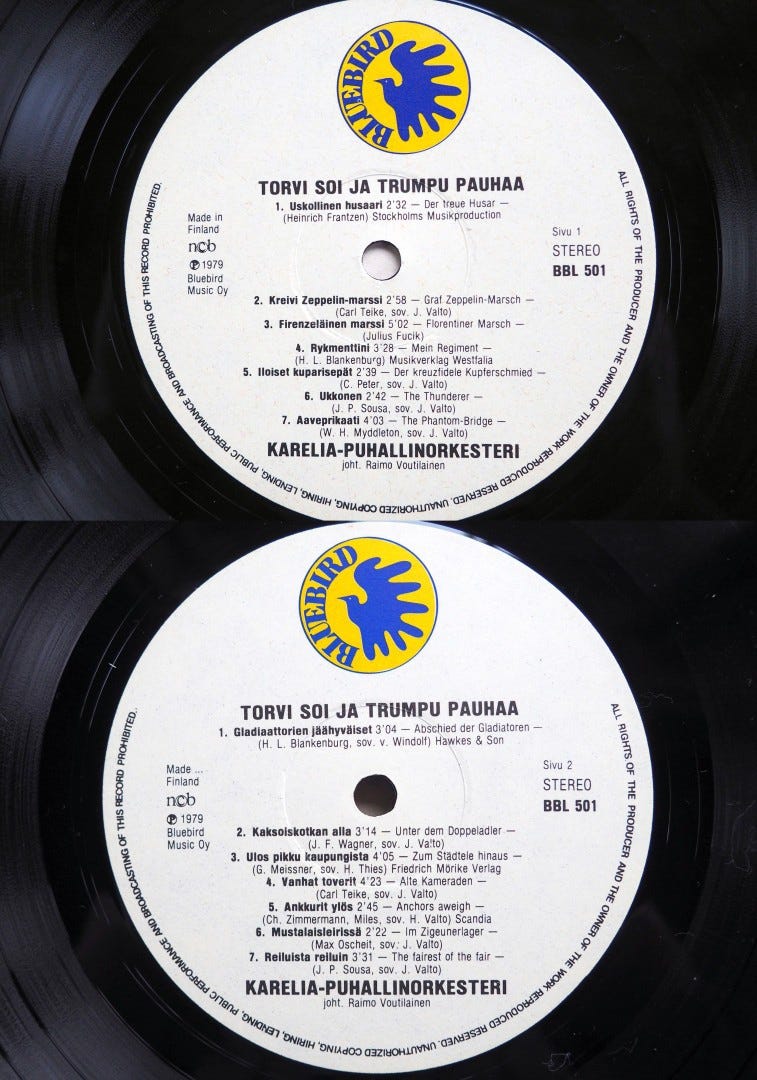 BLUEBIRD
TORVI SOI JA TRUMPU PAUHAA
1. Uskollinen husaari 2'32 — Der treue Husar —
(Heinrich Frantzen) Stockholms Musikproduction
Made in
Finland
ncb
Ⓟ 1979
Bluebird
Music Oy
Sivu 1
STEREO
BBL 501
2. Kreivi Zeppelin-marssi 2'58 — Graf Zeppelin-Marsch —
(Carl Teike, sov. J. Valto)
3. Firenzeläinen marssi 5'02 — Florentiner Marsch —
(Julius Fucik)
4. Rykmenttini 3'28 — Mein Regiment —
(H. L. Blankenburg) Musikverklag Westfalia
5. Iloiset kuparisepät 2'39 — Der kreuzfidele Kupferschmied —
(C. Peter, sov. J. Valto)
6. Ukkonen 2'42 — The Thunderer —
(J. P. Sousa, sov. J. Valto)
7. Aaveprikaati 4'03 — The Phantom-Bridge —
(W. H. Myddleton, sov. J. Valto)
KARELIA-PUHALLINORKESTERI
joht. Raimo Voutilainen
ALL RIGHTS OF THE PRODUCER AND THE OWNER OF THE WORK REPRODUCED RESERVED. UNAUTHORIZED COPYING, HIRING, LENDING, PUBLIC PERFORMANCE AND BROADCASTING OF THIS RECORD PROHIBITED.
BLUEBIRD
TORVI SOI JA TRUMPU PAUHAA
1. Gladiaattorien jäähyväiset 3'04 — Abschied der Gladiatoren —
(H. L. Blankenburg, sov. v. Windolf) Hawkes & Son
Made ...
Finland
ncb
Ⓟ 1979
Bluebird
Music Oy
Sivu 2
STEREO
BBL 501
2. Kaksoiskotkan alla 3'14 — Unter dem Doppeladler —
(J. F. Wagner, sov. J. Valto)
3. Ulos pikku kaupungista 4'05 — Zum Städtele hinaus —
(G. Meissner, sov. H. Thies) Friedrich Mörike Verlag
4. Vanhat toverit 4'23 — Alte Kameraden —
(Carl Teike, sov. J. Valto)
5. Ankkurit ylös 2'45 — Anchors aweigh —
(Ch. Zimmermann, Miles, sov. H. Valto) Scandia
6. Mustalaisleirissä 2'22 — Im Zigeunerlager —
(Max Oscheit, sov. J. Valto)
7. Reiluista reiluin 3'31 — The fairest of the fair —
(J. P. Sousa, sov. J. Valto)
KARELIA-PUHALLINORKESTERI
joht. Raimo Voutilainen
ALL RIGHTS OF THE PRODUCER AND THE OWNER OF THE WORK REPRODUCED RESERVED. UNAUTHORIZED COPYING, HIRING, LENDING, PUBLIC PERFORMANCE AND BROADCASTING OF THIS RECORD PROHIBITED.